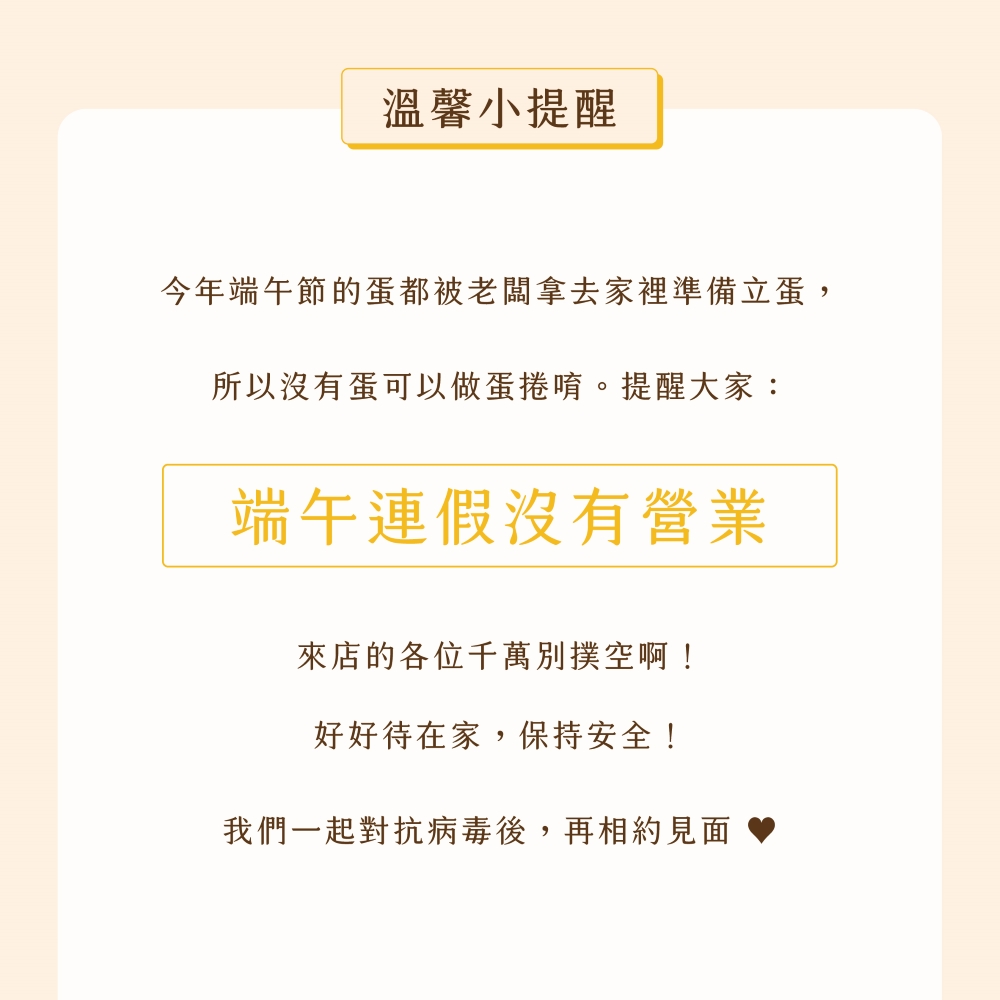 溫馨小提醒
今年端午節的蛋都被老闆拿去家裡準備立蛋，
所以沒有蛋可以做蛋捲唷。提醒大家：
端午連假沒有營業
來店的各位千萬別撲空啊！
好好待在家，保持安全！
我們一起對抗病毒後，再相約見面 ♥